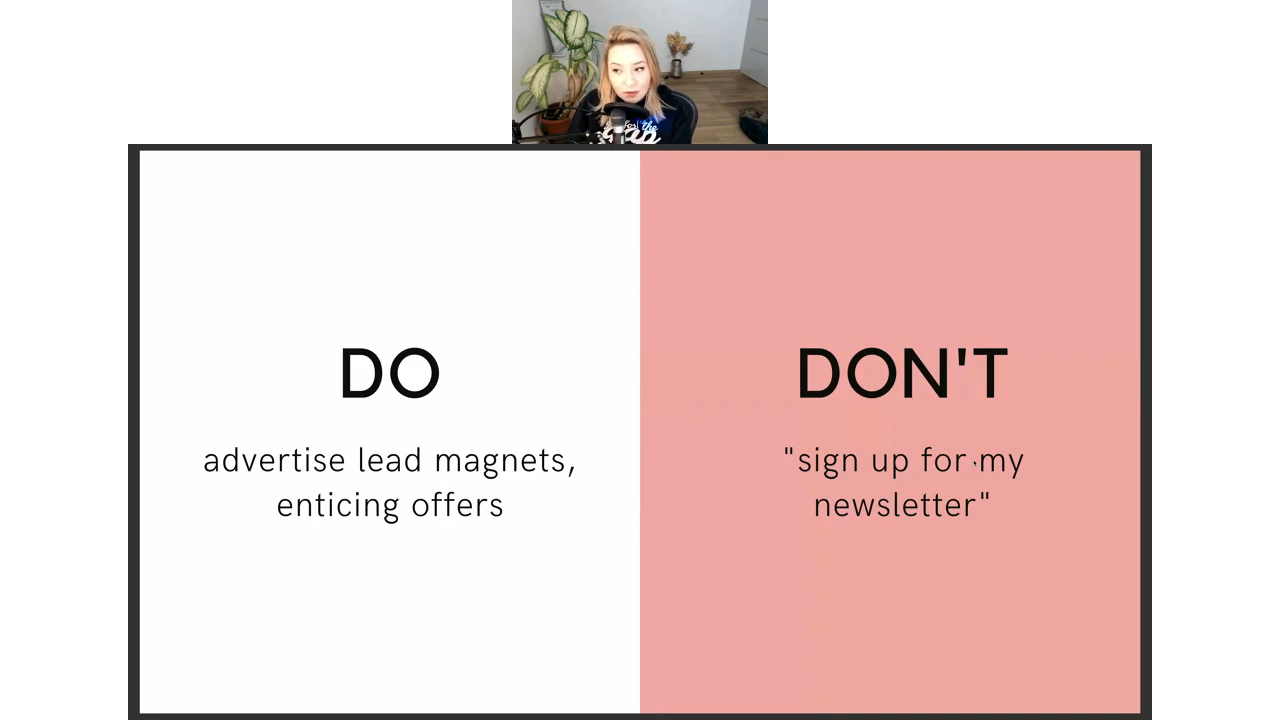 DO
advertise lead magnets,
enticing offers
DON'T
"sign up for my
newsletter"